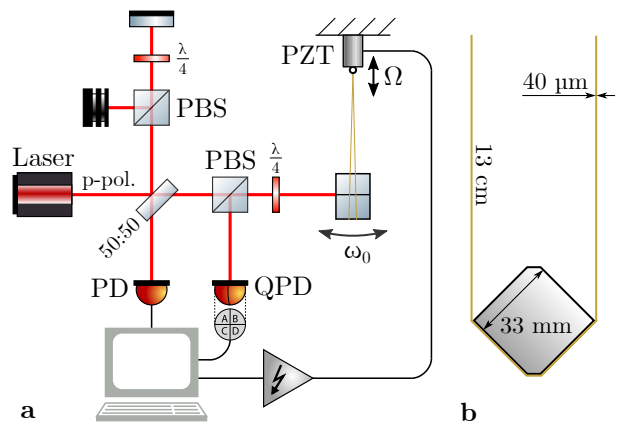 λ
4
PZT
Ω
40 µm
PBS
Laser
p-pol.
PBS
λ
4
13 cm
50:50
ω0
PD
QPD
A B
C D
33 mm
a
b